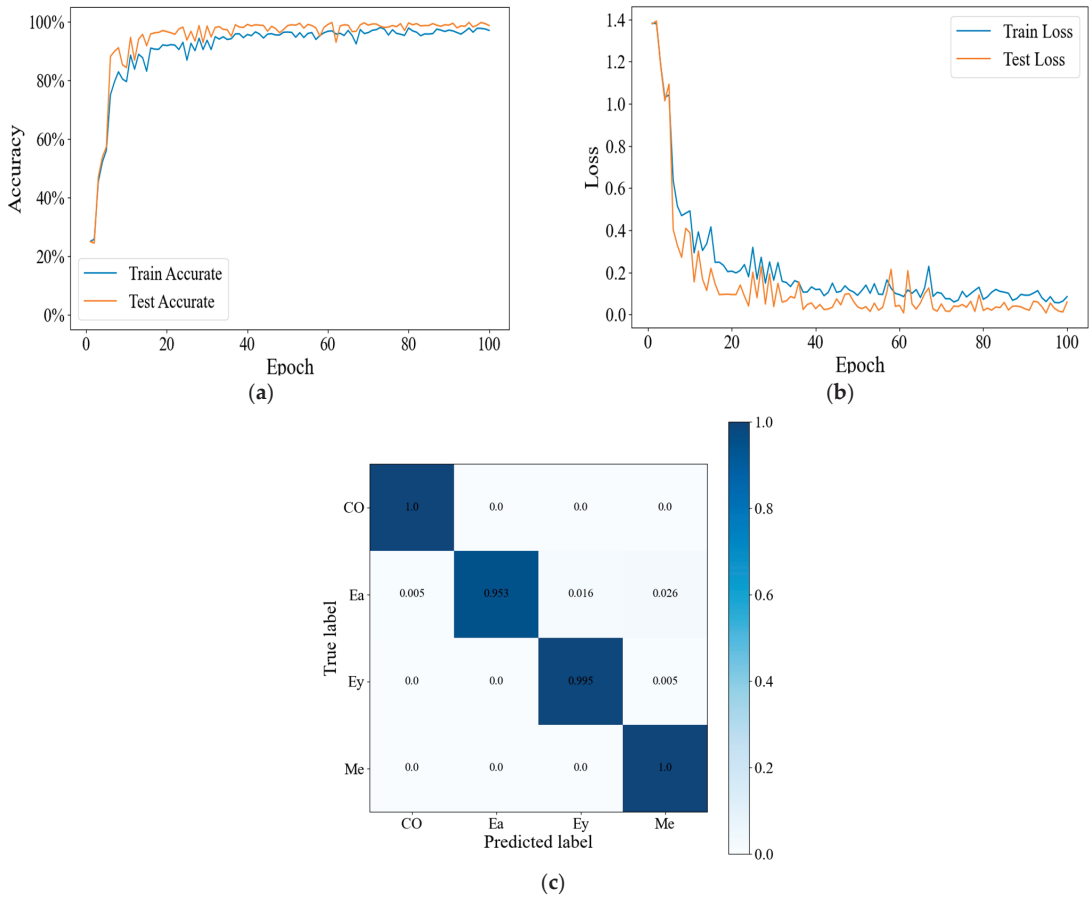 100%
80%
60%
40%
20%
0%
Accuracy
Train Accurate
Test Accurate
0 20 40 60 80 100
Epoch
(a)
1.4
1.2
1.0
0.8
0.6
0.4
0.2
0.0
Loss
Train Loss
Test Loss
0 20 40 60 80 100
Epoch
(b)
True label
CO 1.0 0.0 0.0 0.0
Ea 0.005 0.953 0.016 0.026
Ey 0.0 0.0 0.995 0.005
Me 0.0 0.0 0.0 1.0
CO Ea Ey Me
Predicted label
1.0
0.8
0.6
0.4
0.2
0.0
(c)